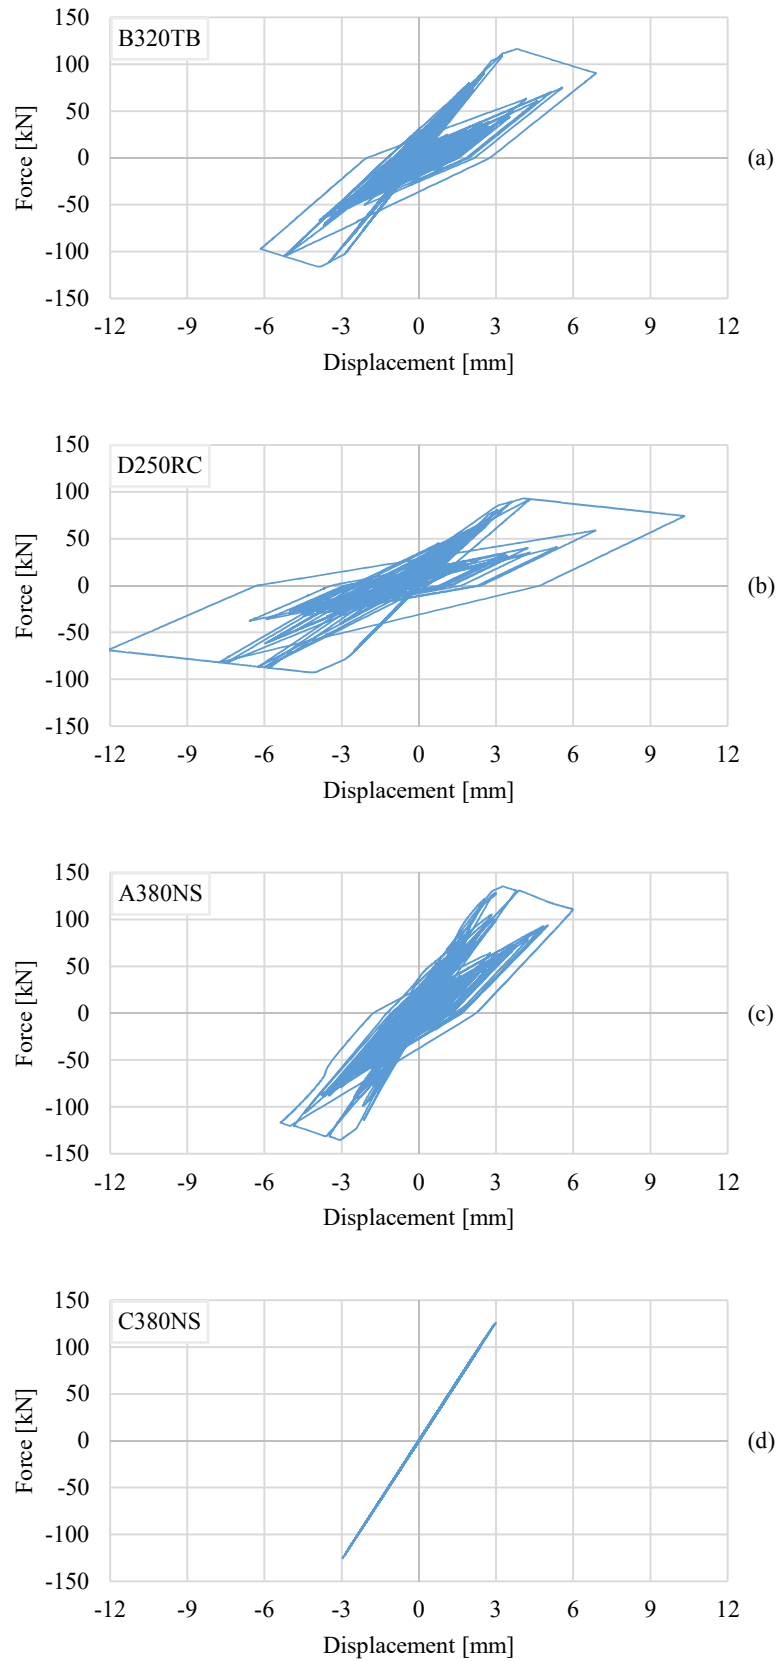 150
B320TB
100
50
0
-50
-100
-150
Force [kN]
(a)
-12 -9 -6 -3 0 3 6 9 12
Displacement [mm]
150
D250RC
100
50
0
-50
-100
-150
Force [kN]
(b)
-12 -9 -6 -3 0 3 6 9 12
Displacement [mm]
150
A380NS
100
50
0
-50
-100
-150
Force [kN]
(c)
-12 -9 -6 -3 0 3 6 9 12
Displacement [mm]
150
C380NS
100
50
0
-50
-100
-150
Force [kN]
(d)
-12 -9 -6 -3 0 3 6 9 12
Displacement [mm]